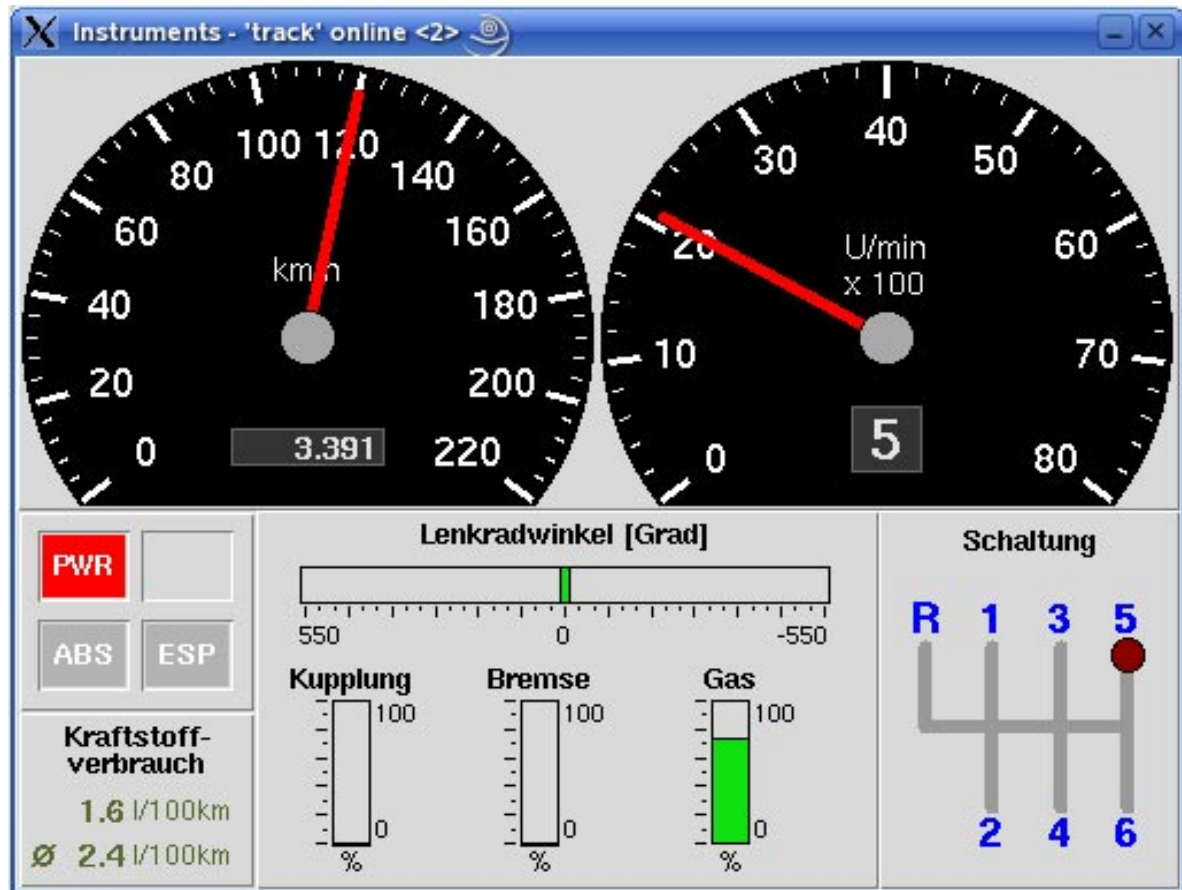 Instruments - 'track' online <2>
0
20
40
60
80
100
120
140
160
180
200
220
km/h
3.391
0
10
20
30
40
50
60
70
80
U/min
x 100
5
PWR
ABS
ESP
Kraftstoff-
verbrauch
1.6 l/100km
Ø 2.4 l/100km
Lenkradwinkel [Grad]
550 0 -550
Kupplung
100
0
%
Bremse
100
0
%
Gas
100
0
%
Schaltung
R 1 3 5
2 4 6